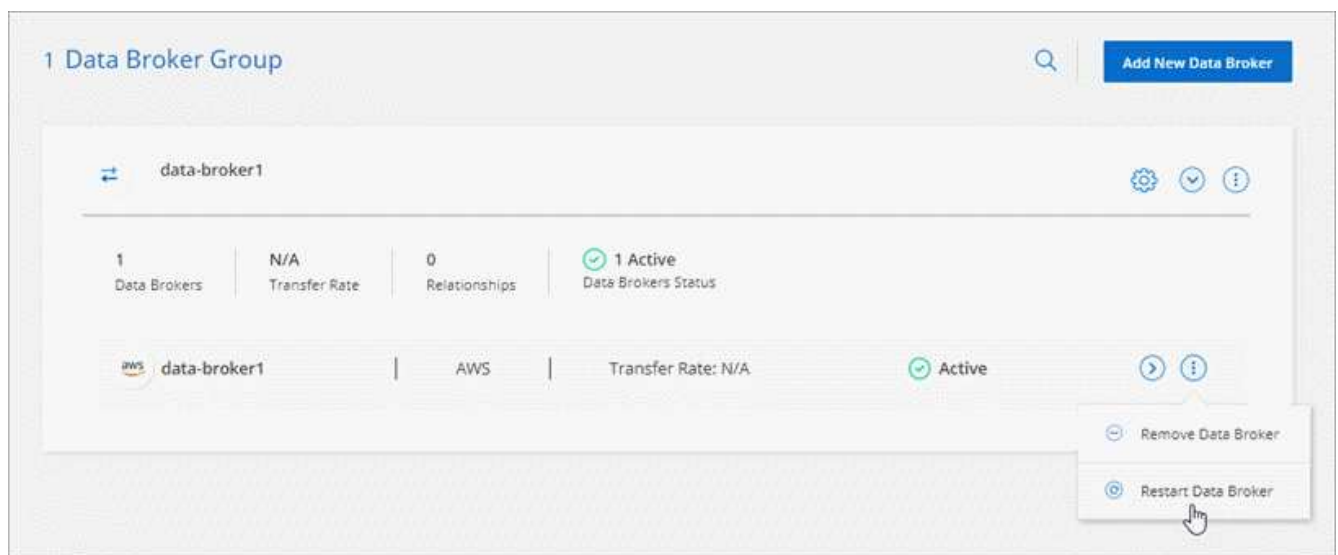 1 Data Broker Group
Add New Data Broker
data-broker1
1
Data Brokers
N/A
Transfer Rate
0
Relationships
1 Active
Data Brokers Status
aws
data-broker1
AWS
Transfer Rate: N/A
Active
Remove Data Broker
Restart Data Broker